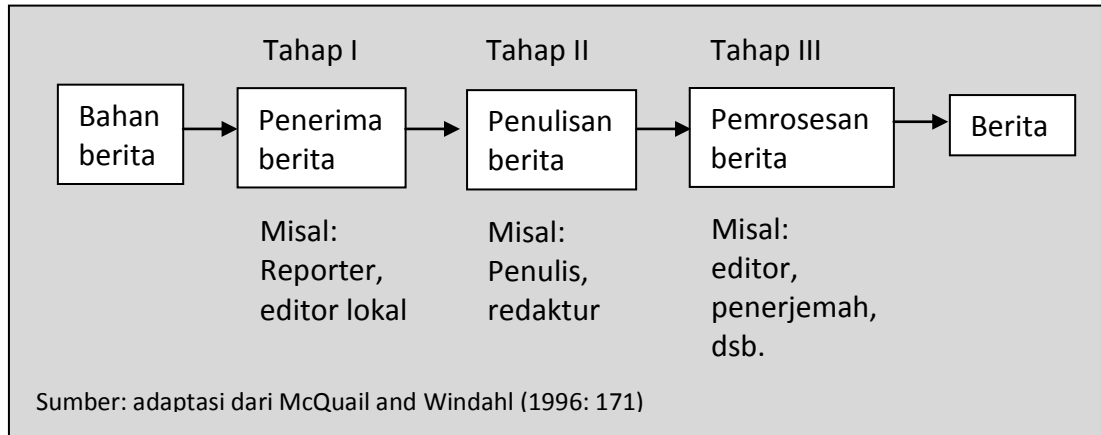 Tahap I
Tahap II
Tahap III
Bahan
berita
Penerima
berita
Penulisan
berita
Pemrosesan
berita
Berita
Misal:
Reporter,
editor lokal
Misal:
Penulis,
redaktur
Misal:
editor,
penerjemah,
dsb.
Sumber: adaptasi dari McQuail and Windahl (1996: 171)